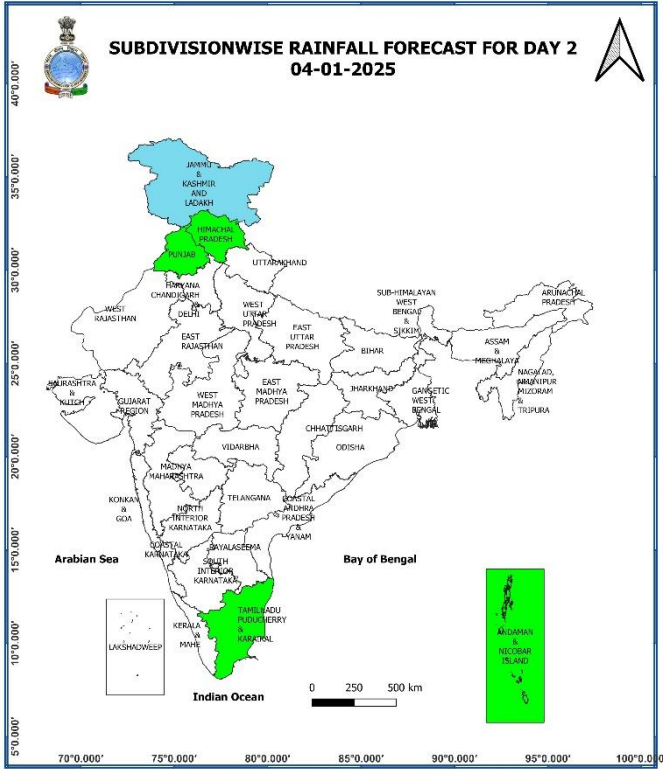 SUBDIVISIONWISE RAINFALL FORECAST FOR DAY 2
04-01-2025
40°0.000'
35°0.000'
30°0.000'
25°0.000'
20°0.000'
15°0.000'
10°0.000'
5°0.000'
JAMMU
&
KASHMIR
AND
LADAKH
HIMACHAL
PRADESH
PUNJAB
UTTARAKHAND
HARYANA
CHANDIGARH
DELHI
WEST
RAJASTHAN
WEST
UTTAR
PRADESH
EAST
RAJASTHAN
EAST
UTTAR
PRADESH
SUB-HIMALAYAN
WEST
BENGAL
&
SIKKIM
ARUNACHAL
PRADESH
BIHAR
ASSAM
&
MEGHALAYA
MANIPUR
MIZORAM
&
TRIPURA
SAURASHTRA
&
KUTCH
GUJARAT
REGION
WEST
MADHYA
PRADESH
EAST
MADHYA
PRADESH
JHARKHAND
GANGETIC
WEST
BENGAL
CHHATTISGARH
ODISHA
VIDARBHA
MADHYA
MAHARASHTRA
KONKAN
&
GOA
TELANGANA
NORTH
INTERIOR
KARNATAKA
COASTAL
ANDHRA
PRADESH
&
YANAM
COASTAL
KARNATAKA
RAYALASEEMA
SOUTH
INTERIOR
KARNATAKA
Arabian Sea
Bay of Bengal
LAKSHADWEEP
KERALA
&
MAHE
TAMILNADU
PUDUCHERRY
&
KARAIKAL
ANDAMAN
&
NICOBAR
ISLAND
Indian Ocean
0 250 500 km
70°0.000' 75°0.000' 80°0.000' 85°0.000' 90°0.000' 95°0.000'